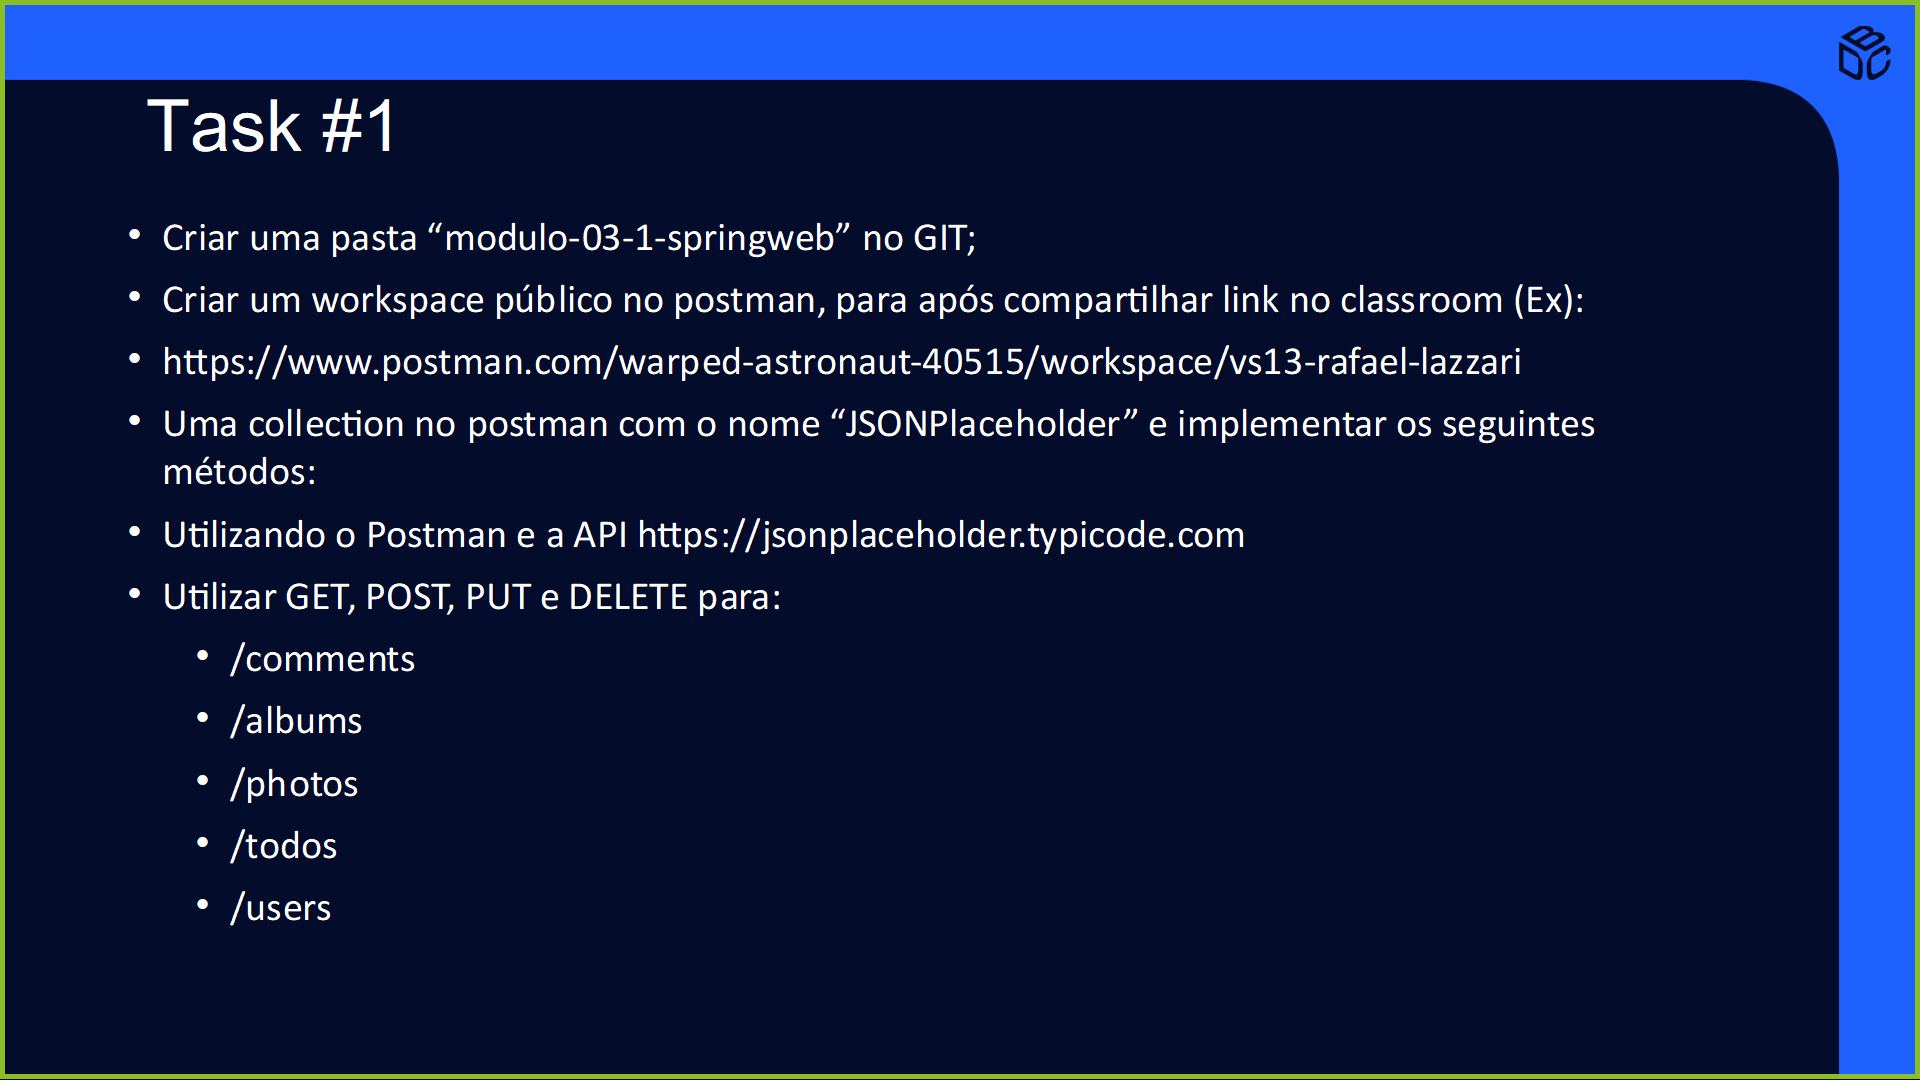 Task #1
• Criar uma pasta “modulo-03-1-springweb” no GIT;
• Criar um workspace público no postman, para após compartilhar link no classroom (Ex):
• https://www.postman.com/warped-astronaut-40515/workspace/vs13-rafael-lazzari
• Uma collection no postman com o nome “JSONPlaceholder” e implementar os seguintes
métodos:
• Utilizando o Postman e a API https://jsonplaceholder.typicode.com
• Utilizar GET, POST, PUT e DELETE para:
• /comments
• /albums
• /photos
• /todos
• /users